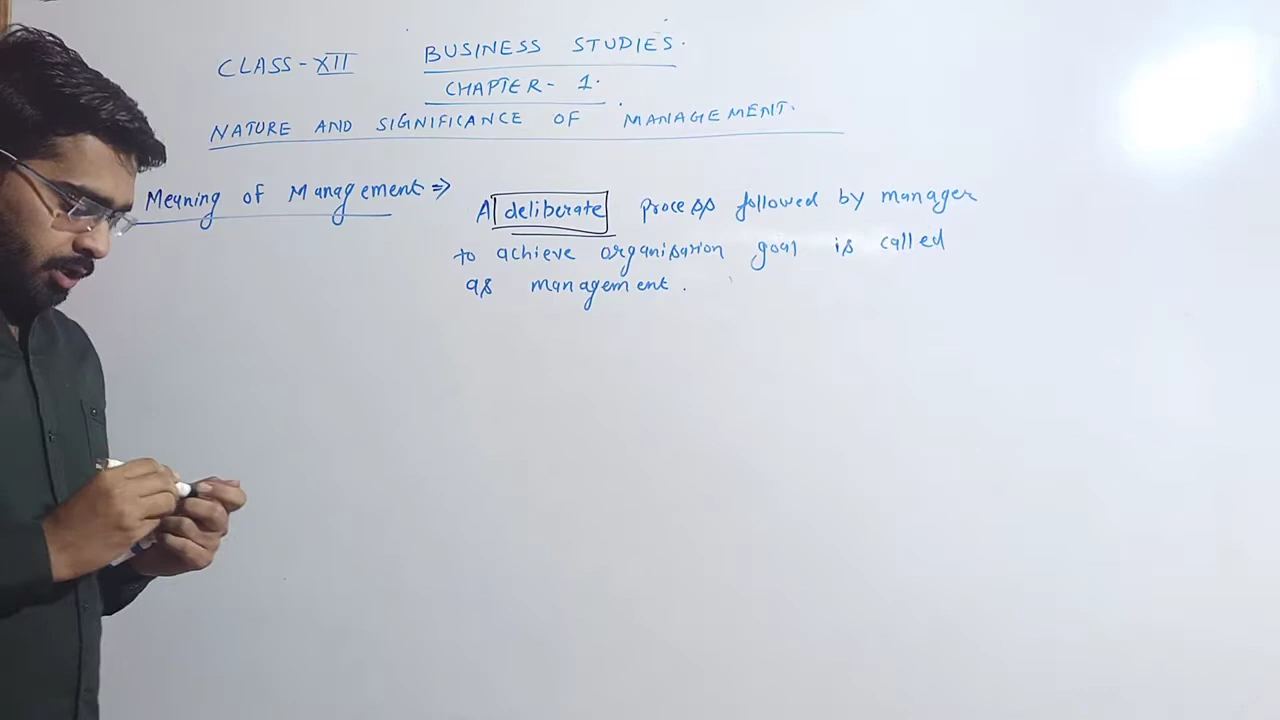 CLASS-XII BUSINESS STUDIES.
CHAPTER- 1.
NATURE AND SIGNIFICANCE OF MANAGEMENT.
Meaning of Management ⇒ A deliberate process followed by manager
to achieve organisation goal is called
as management.